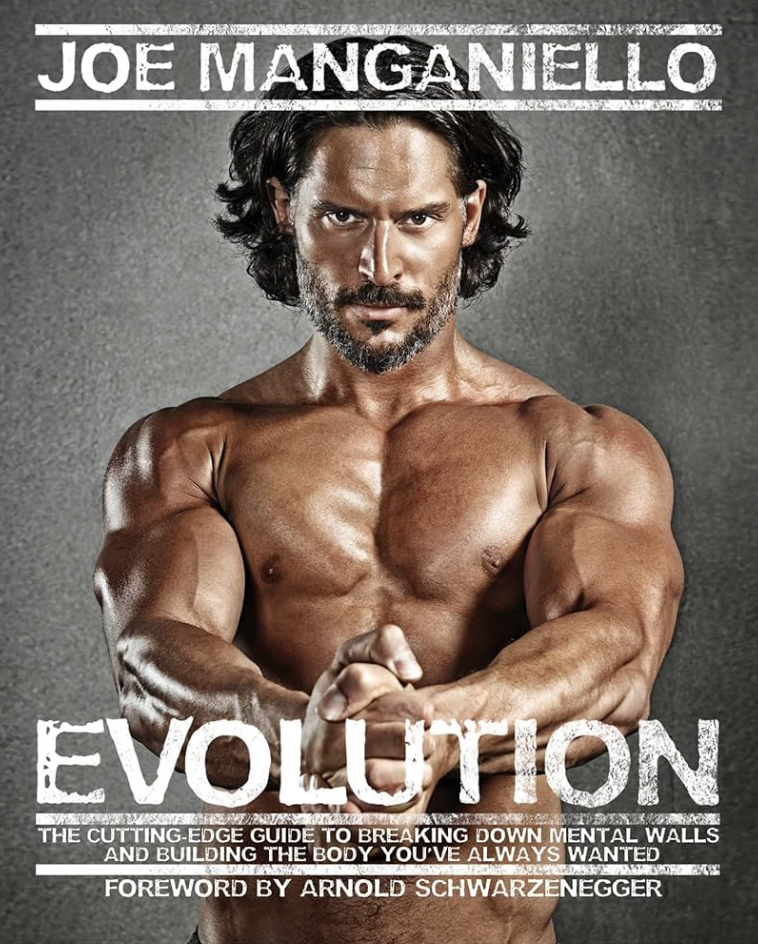 JOE MANGANIELLO
EVOLUTION
THE CUTTING-EDGE GUIDE TO BREAKING DOWN MENTAL WALLS
AND BUILDING THE BODY YOU'VE ALWAYS WANTED
FOREWORD BY ARNOLD SCHWARZENEGGER